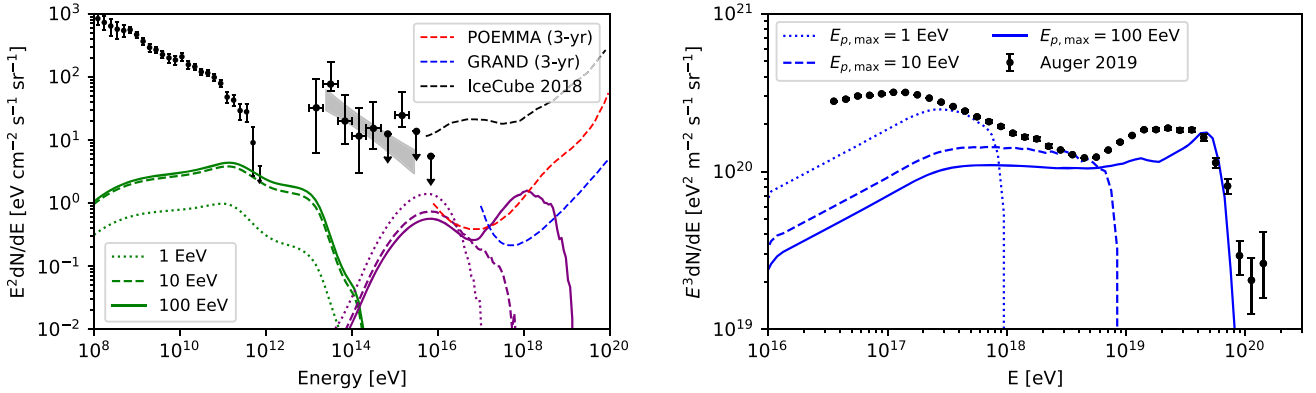 10³
10²
10¹
10⁰
10⁻¹
10⁻²
E²dN/dE [eV cm⁻² s⁻¹ sr⁻¹]
POEMMA (3-yr)
GRAND (3-yr)
IceCube 2018
1 EeV
10 EeV
100 EeV
10⁸ 10¹⁰ 10¹² 10¹⁴ 10¹⁶ 10¹⁸ 10²⁰
Energy [eV]
10²¹
10²⁰
10¹⁹
E³dN/dE [eV² m⁻² s⁻¹ sr⁻¹]
E_{p,max} = 1 EeV E_{p,max} = 100 EeV
E_{p,max} = 10 EeV Auger 2019
10¹⁶ 10¹⁷ 10¹⁸ 10¹⁹ 10²⁰
E [eV]